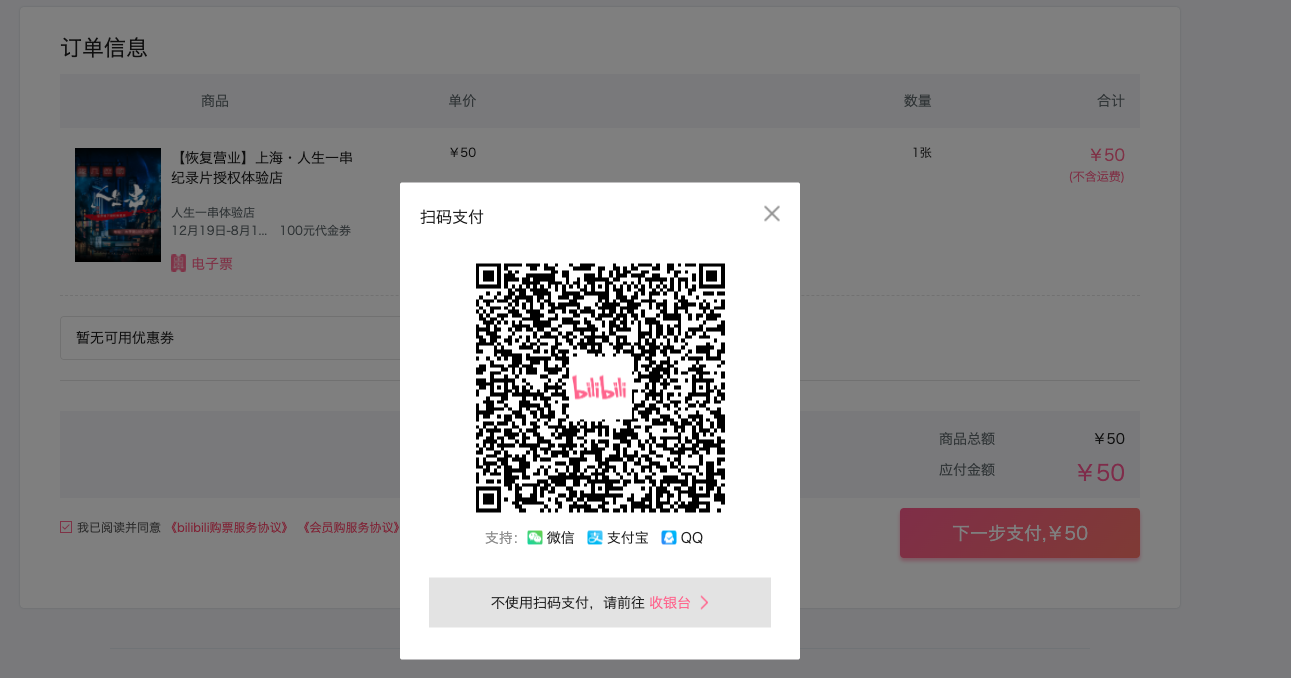 订单信息
商品 单价 数量 合计
【恢复营业】上海·人生一串
纪录片授权体验店
¥50
1张
¥50
(不含运费)
人生一串体验店
12月19日-8月1... 100元代金券
电子票
暂无可用优惠券
商品总额 ¥50
应付金额 ¥50
我已阅读并同意 《bilibili购票服务协议》 《会员购服务协议》
下一步支付,¥50
扫码支付
bilibili
支持: 微信 支付宝 QQ
不使用扫码支付，请前往 收银台